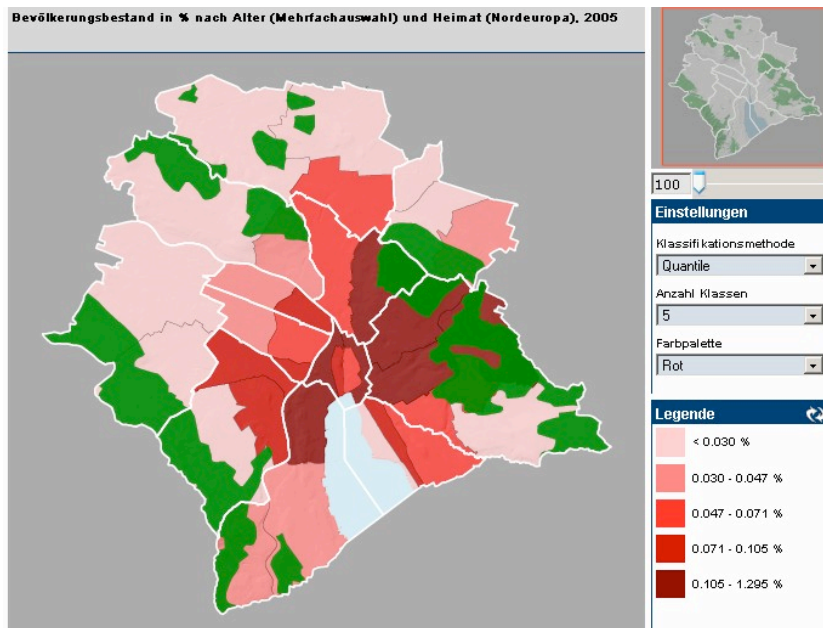 Bevölkerungsbestand in % nach Alter (Mehrfachauswahl) und Heimat (Nordeuropa), 2005
100
Einstellungen
Klassifikationsmethode
Quantile
Anzahl Klassen
5
Farbpalette
Rot
Legende
< 0.030 %
0.030 - 0.047 %
0.047 - 0.071 %
0.071 - 0.105 %
0.105 - 1.295 %